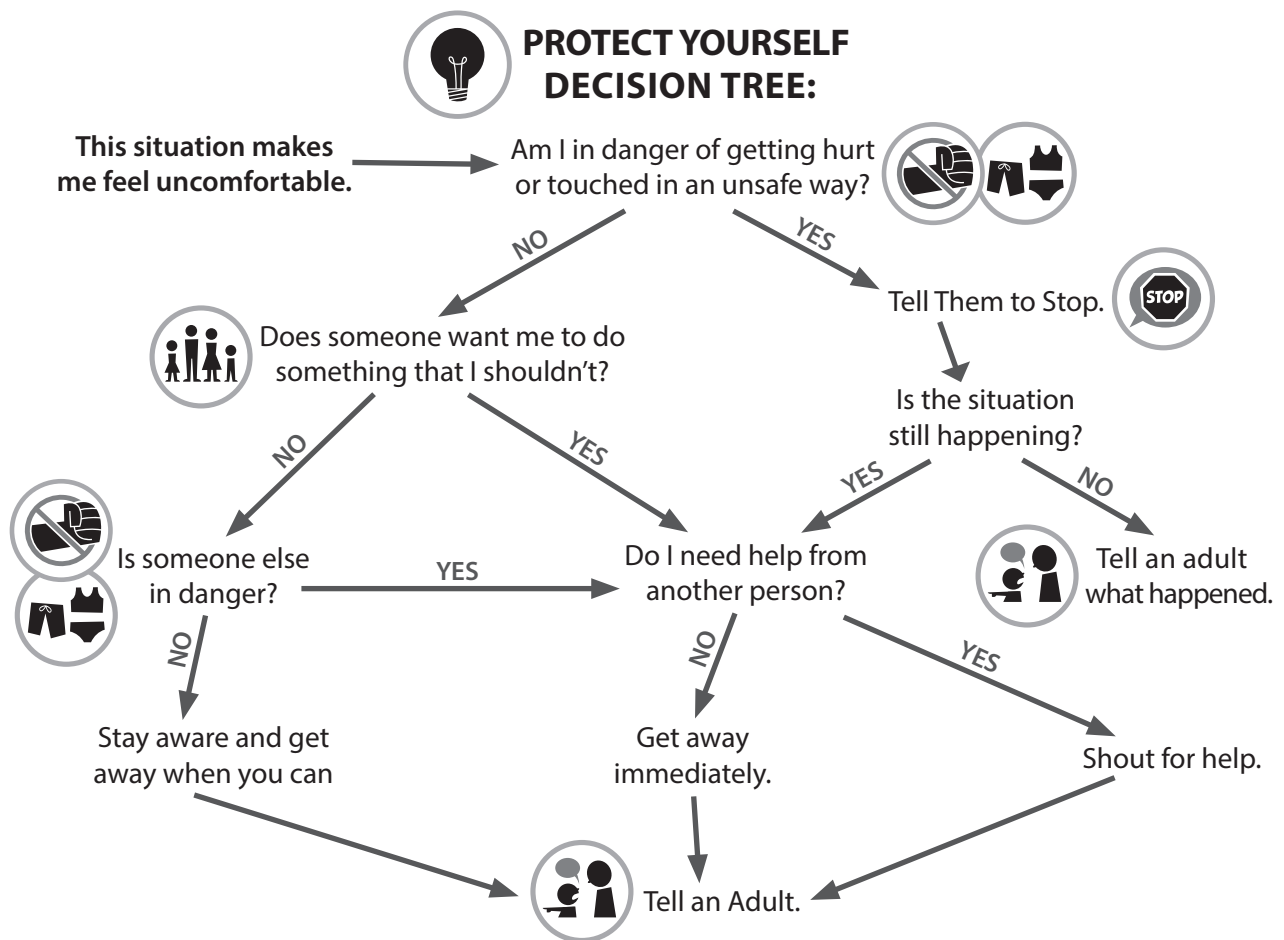 PROTECT YOURSELF
DECISION TREE:
This situation makes
me feel uncomfortable.
Am I in danger of getting hurt
or touched in an unsafe way?
NO
YES
Tell Them to Stop.
STOP
Does someone want me to do
something that I shouldn't?
Is the situation
still happening?
NO
YES
YES
NO
Is someone else
in danger?
YES
Do I need help from
another person?
Tell an adult
what happened.
NO
NO
YES
Stay aware and get
away when you can
Get away
immediately.
Shout for help.
Tell an Adult.